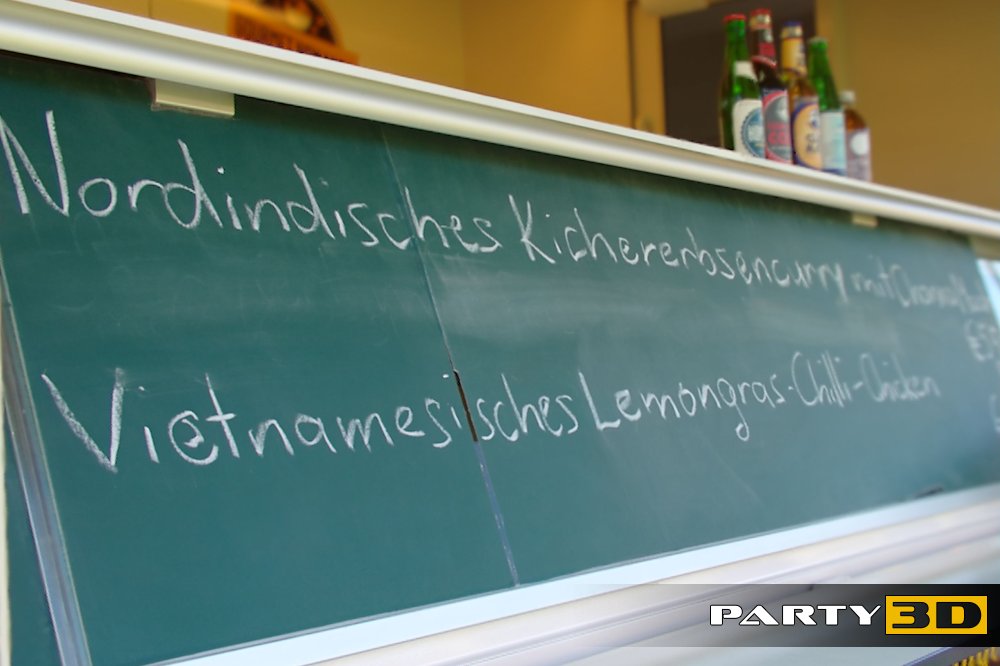 Nordindisches Kichererbsencurry mit
Vietnamesisches Lemongras-Chilli-Chicken
PARTY 3D